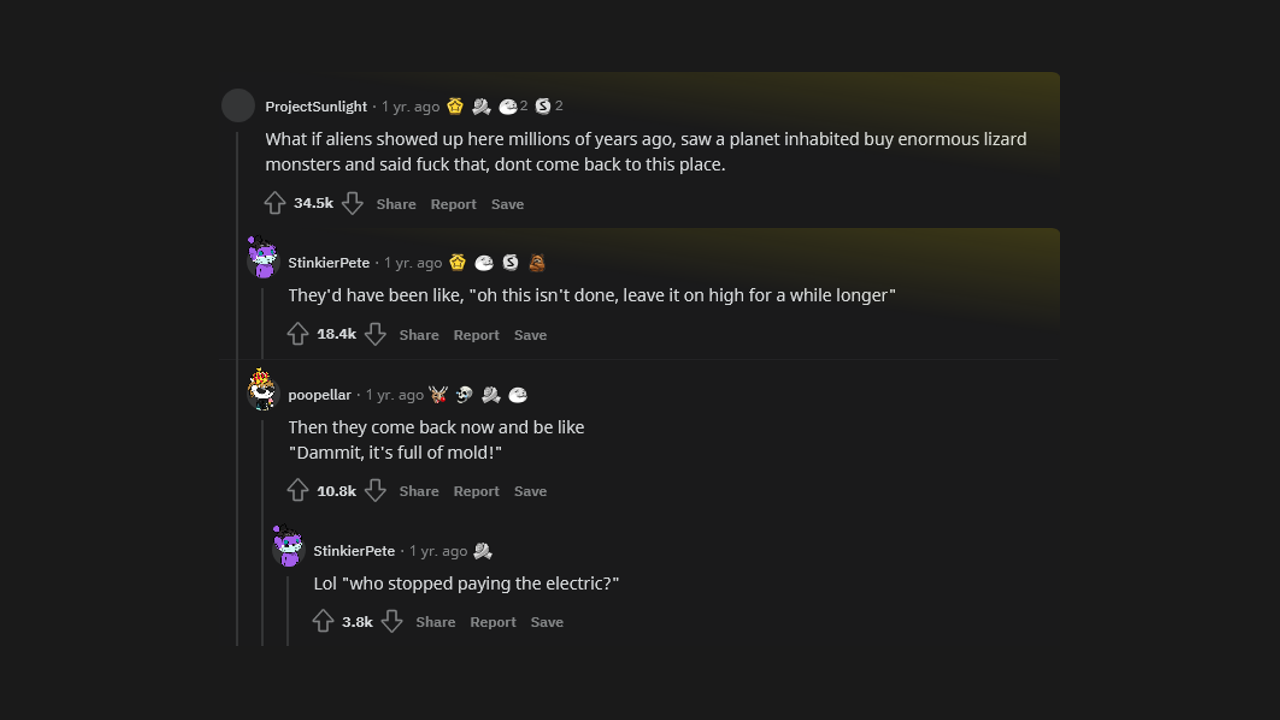 ProjectSunlight · 1 yr. ago 2 2
What if aliens showed up here millions of years ago, saw a planet inhabited buy enormous lizard
monsters and said fuck that, dont come back to this place.
34.5k Share Report Save
StinkierPete · 1 yr. ago
They'd have been like, "oh this isn't done, leave it on high for a while longer"
18.4k Share Report Save
poopellar · 1 yr. ago
Then they come back now and be like
"Dammit, it's full of mold!"
10.8k Share Report Save
StinkierPete · 1 yr. ago
Lol "who stopped paying the electric?"
3.8k Share Report Save